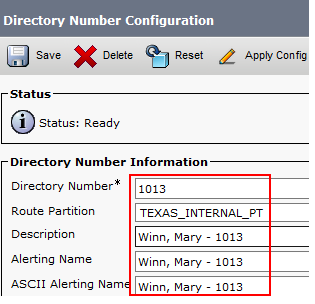 Directory Number Configuration
Save Delete Reset Apply Config
Status
Status: Ready
Directory Number Information
Directory Number* 1013
Route Partition TEXAS_INTERNAL_PT
Description Winn, Mary - 1013
Alerting Name Winn, Mary - 1013
ASCII Alerting Name Winn, Mary - 1013